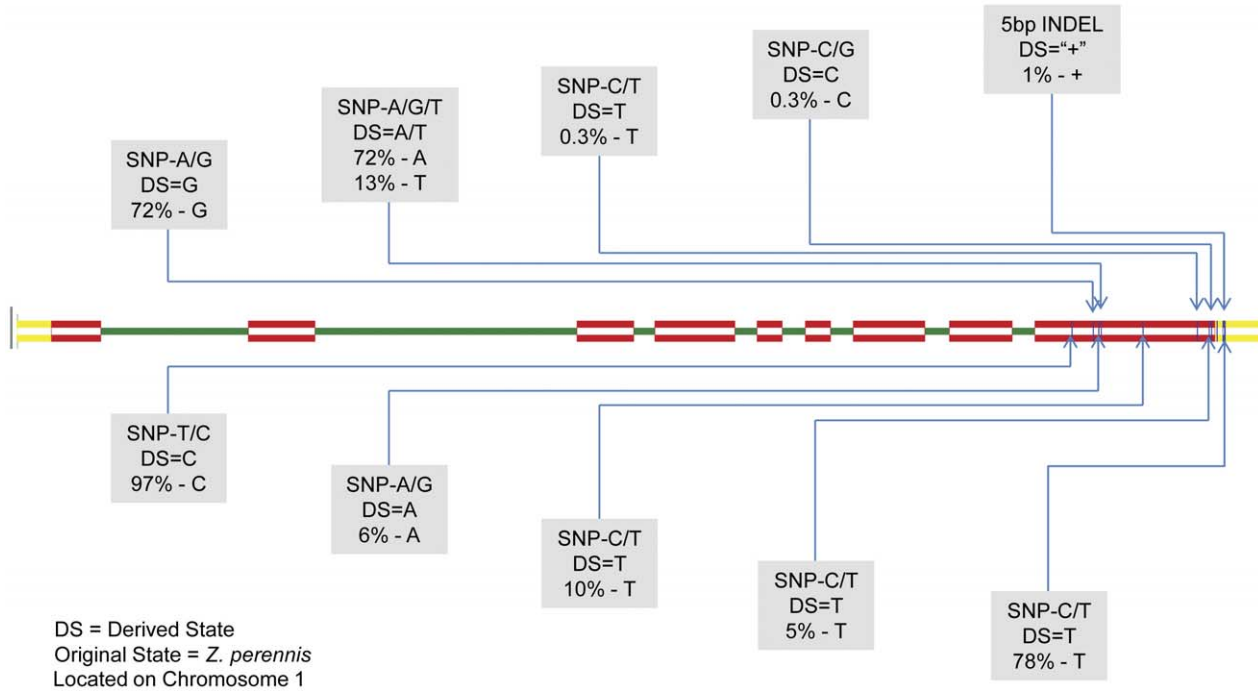 5bp INDEL
DS="+"
1% - +
SNP-C/G
DS=C
0.3% - C
SNP-C/T
DS=T
0.3% - T
SNP-A/G/T
DS=A/T
72% - A
13% - T
SNP-A/G
DS=G
72% - G
SNP-T/C
DS=C
97% - C
SNP-A/G
DS=A
6% - A
SNP-C/T
DS=T
10% - T
SNP-C/T
DS=T
5% - T
SNP-C/T
DS=T
78% - T
DS = Derived State
Original State = Z. perennis
Located on Chromosome 1